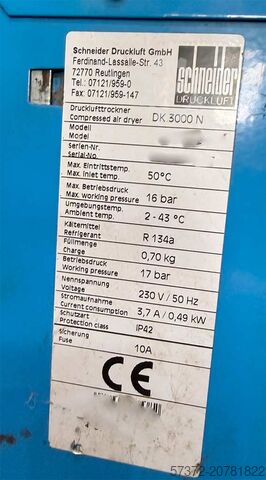 Schneider Druckluft GmbH
Ferdinand-Lassalle-Str. 43
72770 Reutlingen
Tel.: 07121/959-0
Fax: 07121/959-147
schneider
DRUCKLUFT
Drucklufttrockner
Compressed air dryer DK 3000 N
Modell
Model
Serien-Nr.
Serial-No.
Max. Eintrittstemp.
Max. inlet temp. 50°C
Max. Betriebsdruck
Max. working pressure 16 bar
Umgebungstemp.
Ambient temp. 2 - 43 °C
Kältemittel
Refrigerant R 134a
Füllmenge
Charge 0,70 kg
Betriebsdruck
Working pressure 17 bar
Nennspannung
Voltage 230 V / 50 Hz
Stromaufnahme
Current consumption 3,7 A / 0,49 kW
Schutzart
Protection class IP42
Sicherung
Fuse 10A
CE
57372-20781822